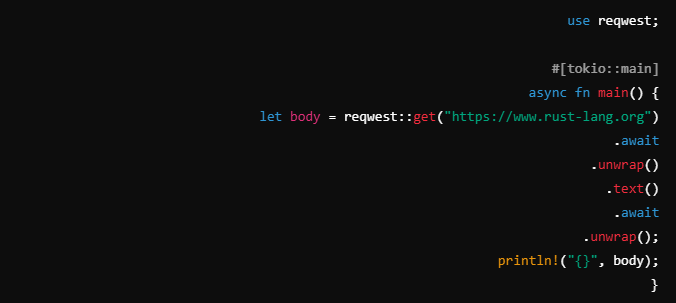 use reqwest;
#[tokio::main]
async fn main() {
let body = reqwest::get("https://www.rust-lang.org")
.await
.unwrap()
.text()
.await
.unwrap();
println!("{}", body);
}